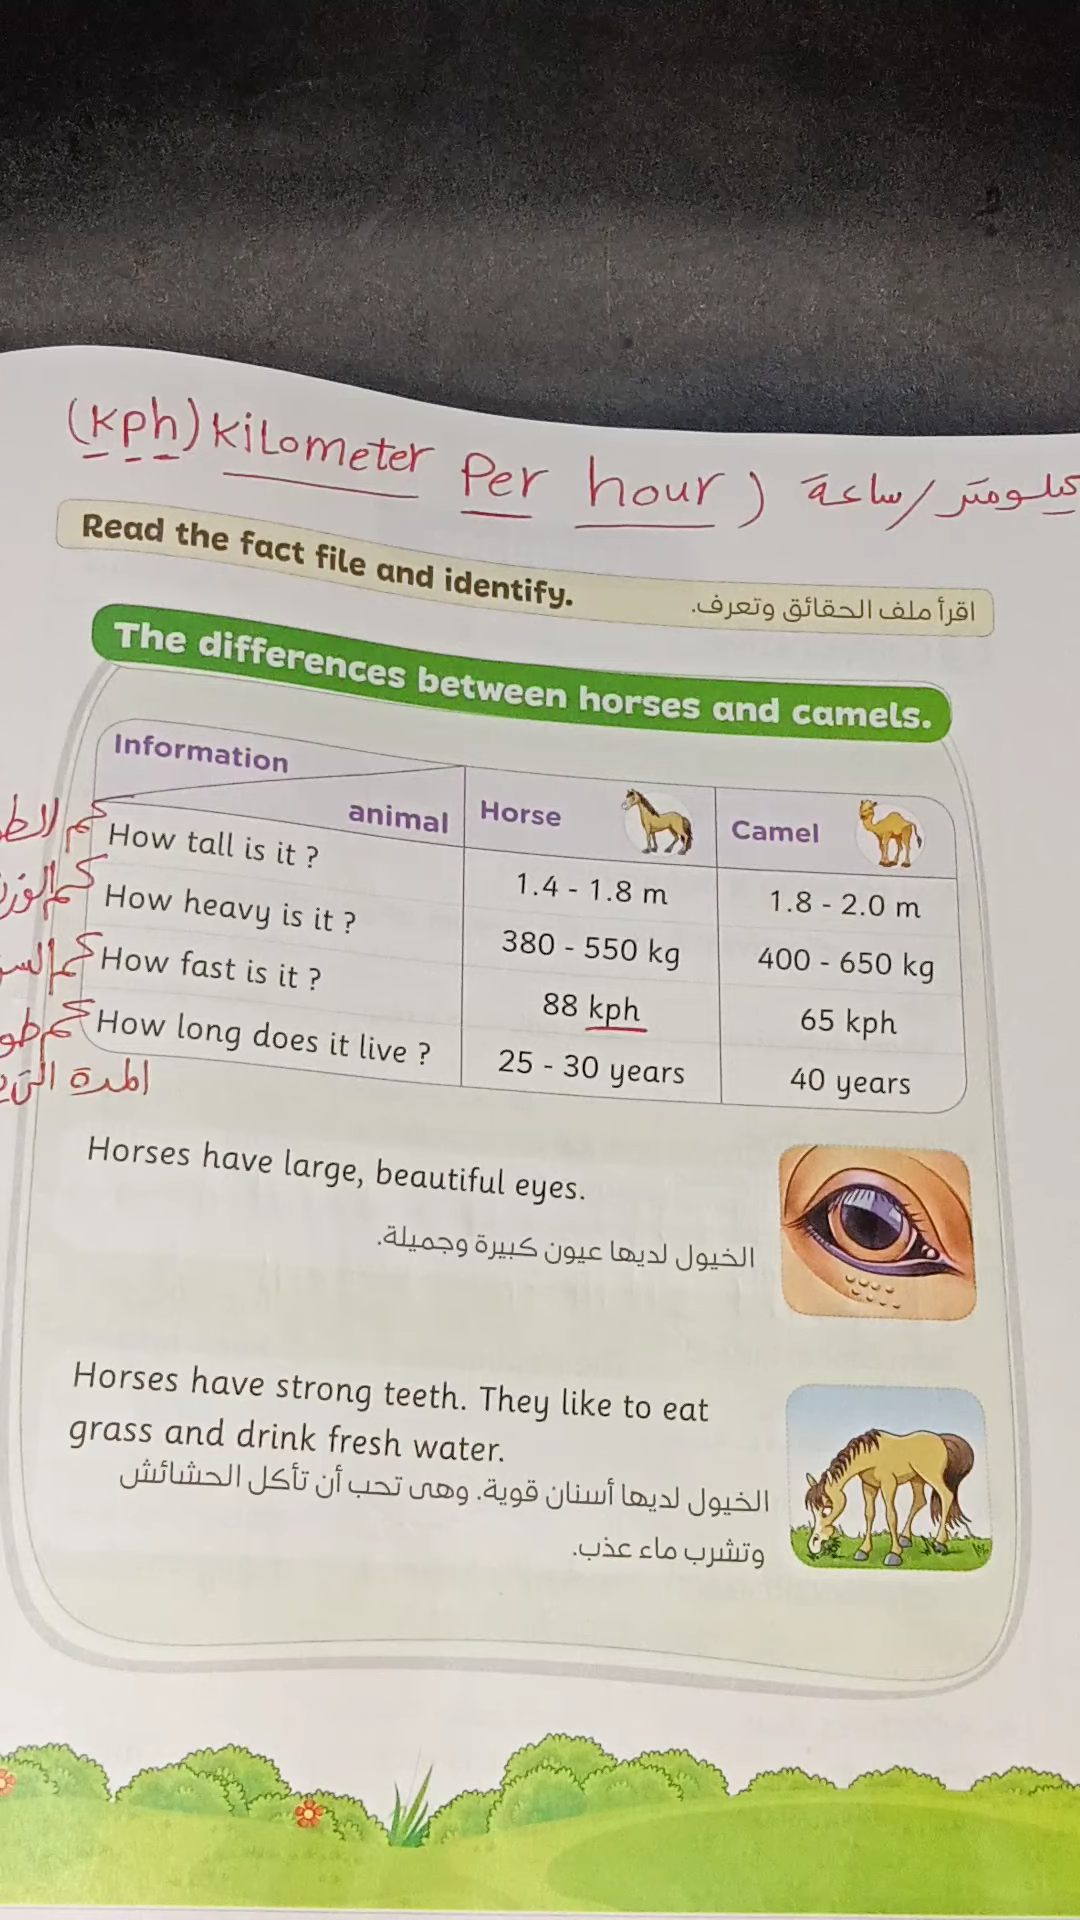 (kph) kilometer Per hour ) كيلومتر/ساعة
Read the fact file and identify.
اقرأ ملف الحقائق وتعرف.
The differences between horses and camels.
Information
animal Horse Camel
How tall is it ? 1.4 - 1.8 m 1.8 - 2.0 m
كم
How heavy is it ? 380 - 550 kg 400 - 650 kg
كم
How fast is it ? 88 kph 65 kph
كم
How long does it live ? 25 - 30 years 40 years
كم
المدة
Horses have large, beautiful eyes.
الخيول لديها عيون كبيرة وجميلة.
Horses have strong teeth. They like to eat
grass and drink fresh water.
الخيول لديها أسنان قوية. وهى تحب أن تأكل الحشائش
وتشرب ماء عذب.